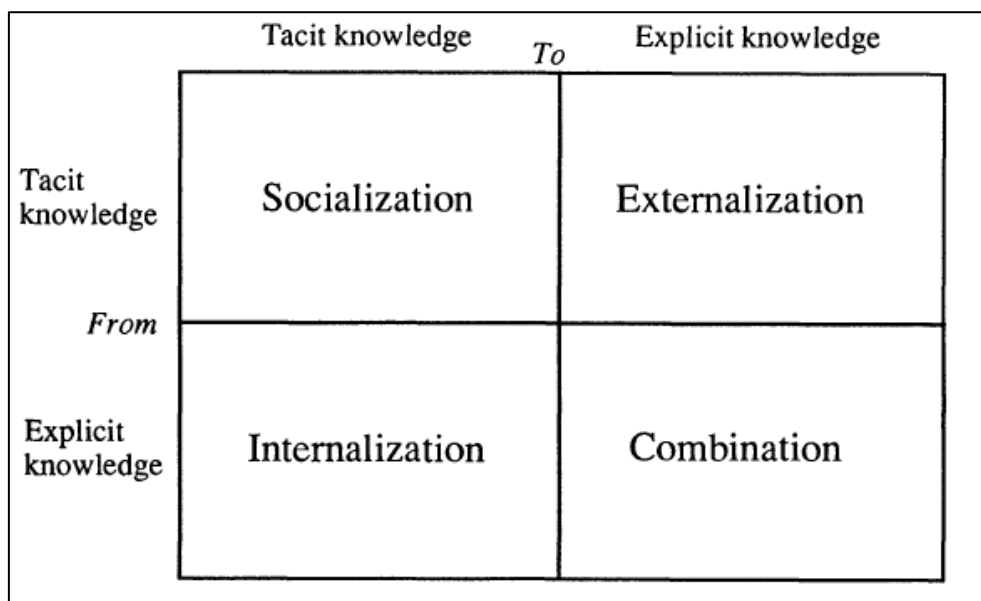 Tacit knowledge
To
Explicit knowledge
Tacit
knowledge
Socialization
Externalization
From
Explicit
knowledge
Internalization
Combination